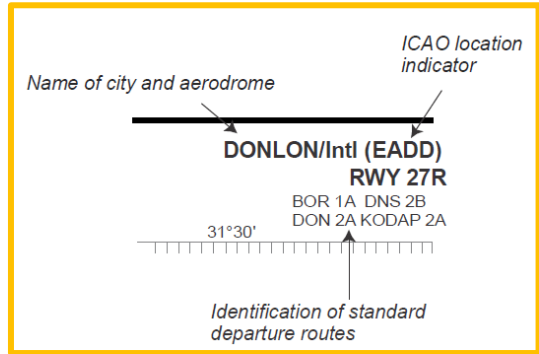 ICAO location
indicator
Name of city and aerodrome
DONLON/Intl (EADD)
RWY 27R
BOR 1A DNS 2B
DON 2A KODAP 2A
31°30'
Identification of standard
departure routes